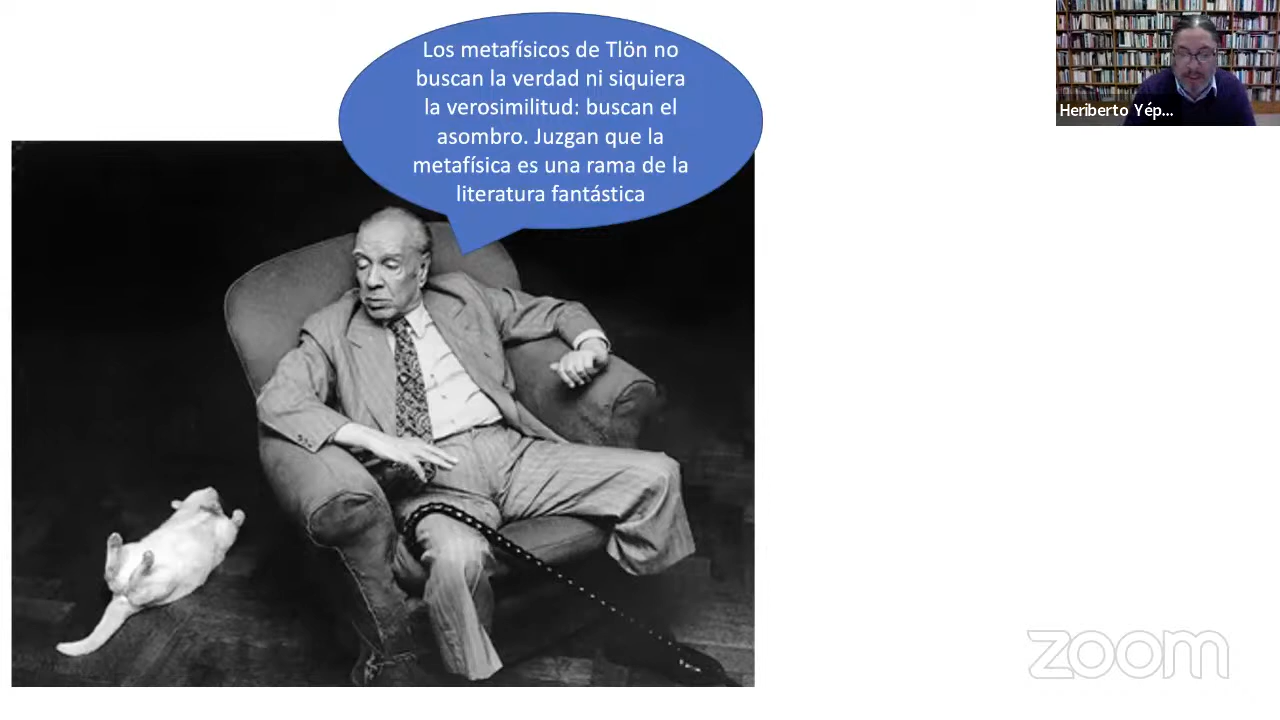 Los metafísicos de Tlön no
buscan la verdad ni siquiera
la verosimilitud: buscan el
asombro. Juzgan que la
metafísica es una rama de la
literatura fantástica
Heriberto Yép...
zoom